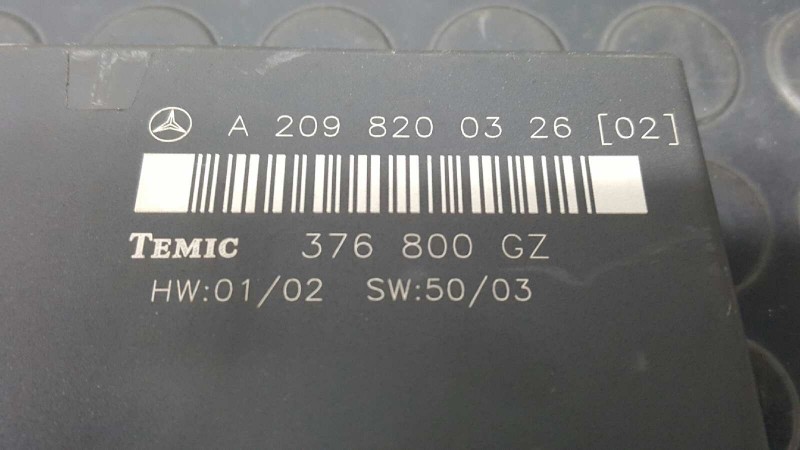 A 209 820 03 26 [02]
TEMIC 376 800 GZ
HW:01/02 SW:50/03